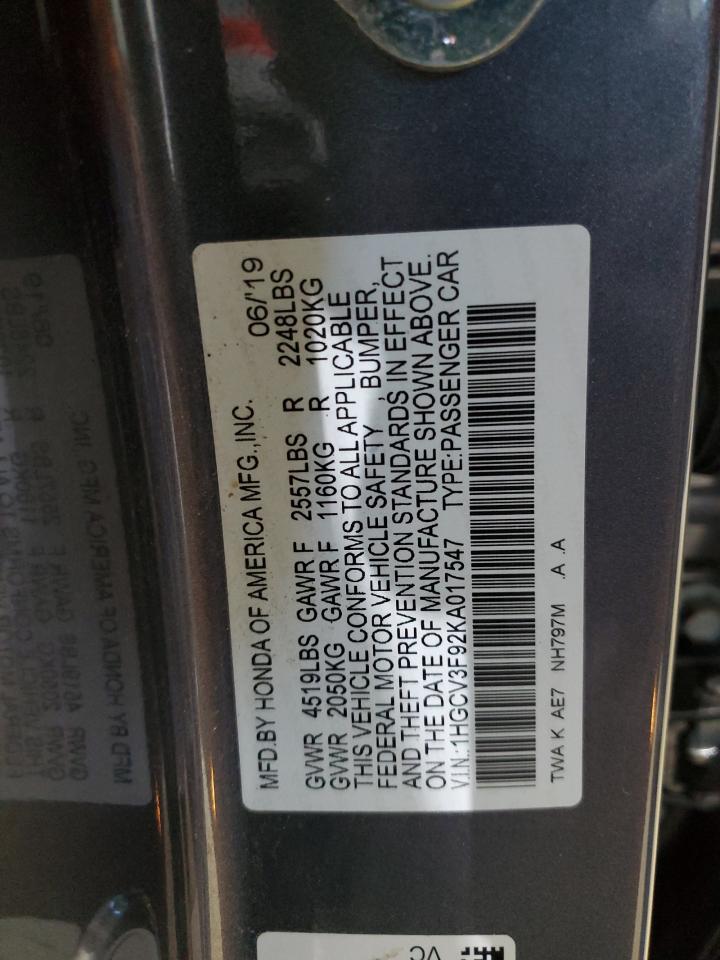 MFD.BY HONDA OF AMERICA MFG.,INC. 06/'19
GVWR 4519LBS GAWR F 2557LBS R 2248LBS
GVWR 2050KG GAWR F 1160KG R 1020KG
THIS VEHICLE CONFORMS TO ALL APPLICABLE
FEDERAL MOTOR VEHICLE SAFETY , BUMPER,
AND THEFT PREVENTION STANDARDS IN EFFECT
ON THE DATE OF MANUFACTURE SHOWN ABOVE.
V.I.N.:1HGCV3F92KA017547 TYPE:PASSENGER CAR
TWA K AE7 NH797M .A .A
VC